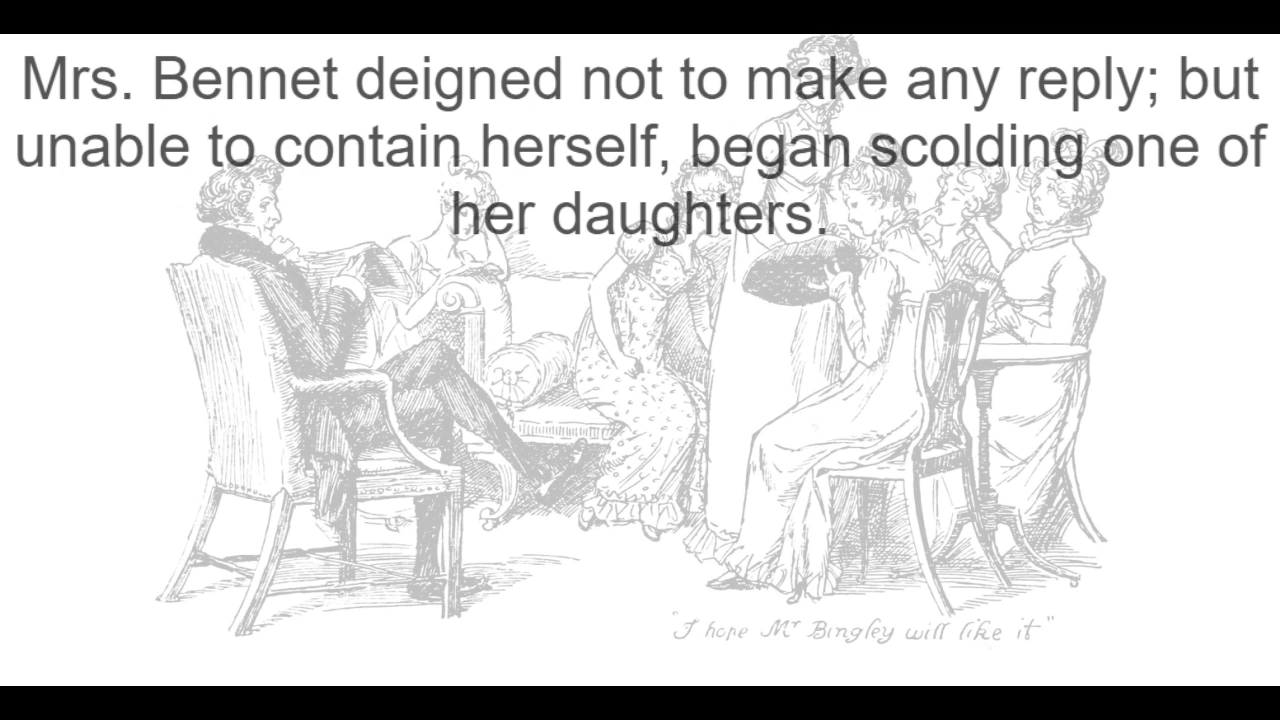 Mrs. Bennet deigned not to make any reply; but
unable to contain herself, began scolding one of
her daughters.
"I hope Mr Bingley will like it"